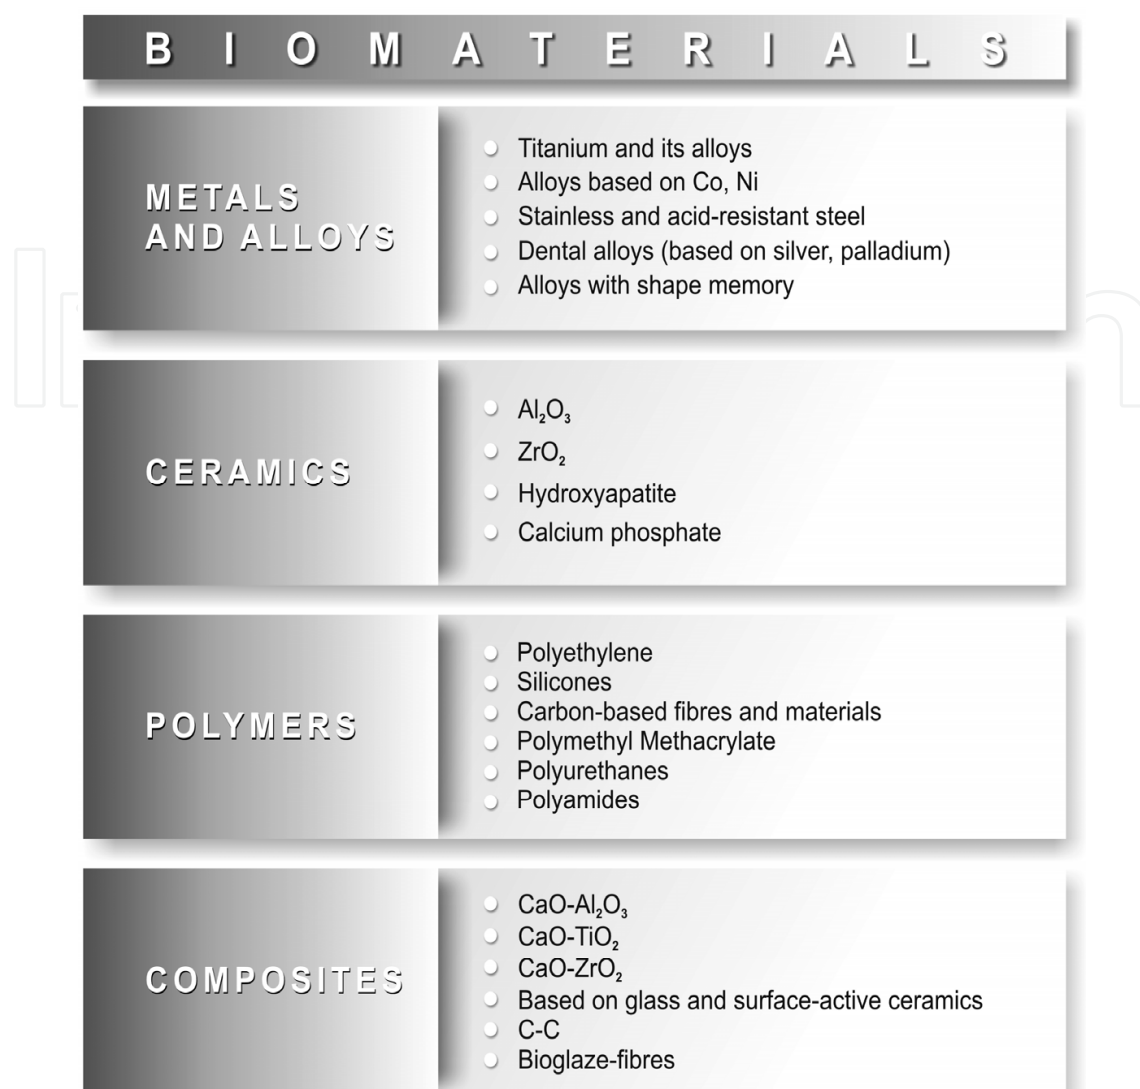 BIOMATERIALS
METALS
AND ALLOYS
Titanium and its alloys
Alloys based on Co, Ni
Stainless and acid-resistant steel
Dental alloys (based on silver, palladium)
Alloys with shape memory
CERAMICS
Al₂O₃
ZrO₂
Hydroxyapatite
Calcium phosphate
POLYMERS
Polyethylene
Silicones
Carbon-based fibres and materials
Polymethyl Methacrylate
Polyurethanes
Polyamides
COMPOSITES
CaO-Al₂O₃
CaO-TiO₂
CaO-ZrO₂
Based on glass and surface-active ceramics
C-C
Bioglaze-fibres